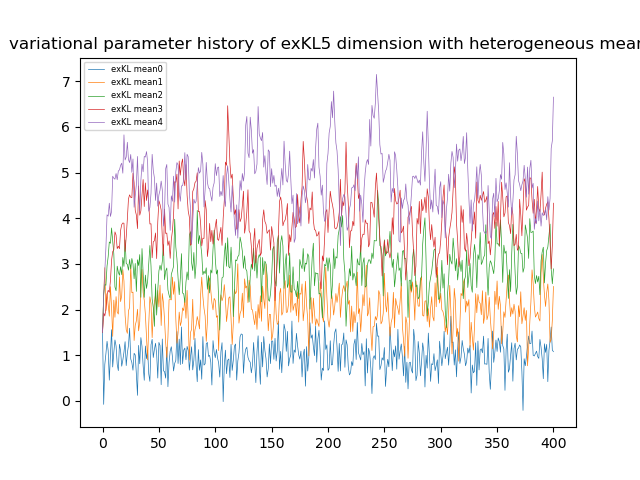 variational parameter history of exKL5 dimension with heterogeneous mean
exKL mean0
exKL mean1
exKL mean2
exKL mean3
exKL mean4
7
6
5
4
3
2
1
0
0 50 100 150 200 250 300 350 400